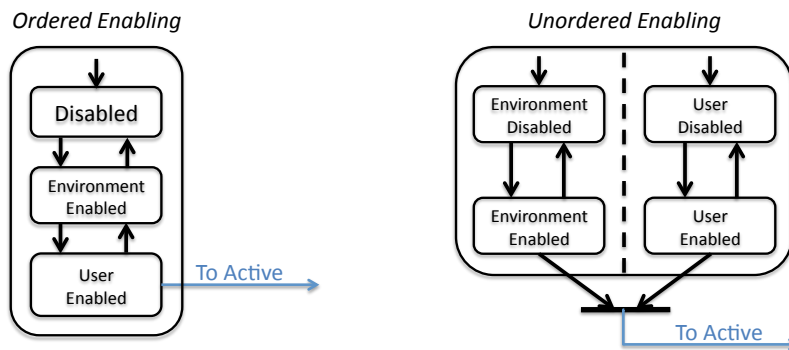 Ordered Enabling
Disabled
Environment
Enabled
User
Enabled
To Active
Unordered Enabling
Environment
Disabled
User
Disabled
Environment
Enabled
User
Enabled
To Active